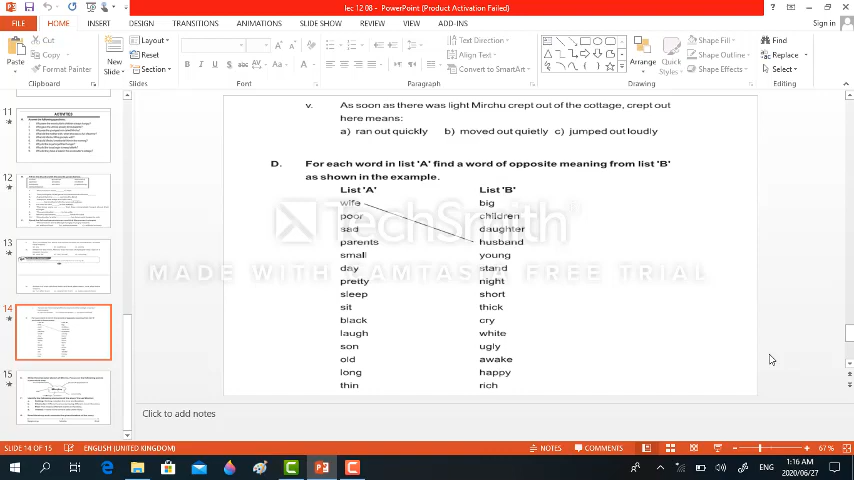 lec 12 08 - PowerPoint (Product Activation Failed)
FILE HOME INSERT DESIGN TRANSITIONS ANIMATIONS SLIDE SHOW REVIEW VIEW ADD-INS Sign in
Cut
Copy
Format Painter
Paste
Clipboard
New Slide
Layout
Reset
Section
Slides
Font
Text Direction
Align Text
Convert to SmartArt
Paragraph
Arrange
Quick Styles
Shape Fill
Shape Outline
Shape Effects
Drawing
Find
Replace
Select
Editing
11
12
13
14
15
ACTIVITIES
v. As soon as there was light Mirchu crept out of the cottage, crept out
here means:
a) ran out quickly b) moved out quietly c) jumped out loudly
D. For each word in list 'A' find a word of opposite meaning from list 'B'
as shown in the example.
List 'A' List 'B'
wife big
poor children
sad daughter
parents husband
small young
day stand
pretty night
sleep short
sit thick
black cry
laugh white
son ugly
old awake
long happy
thin rich
TechSmith
MADE WITH CAMTASIA FREE TRIAL
Click to add notes
SLIDE 14 OF 15 ENGLISH (UNITED KINGDOM) NOTES COMMENTS 67 %
ENG 1:16 AM
2020/06/27